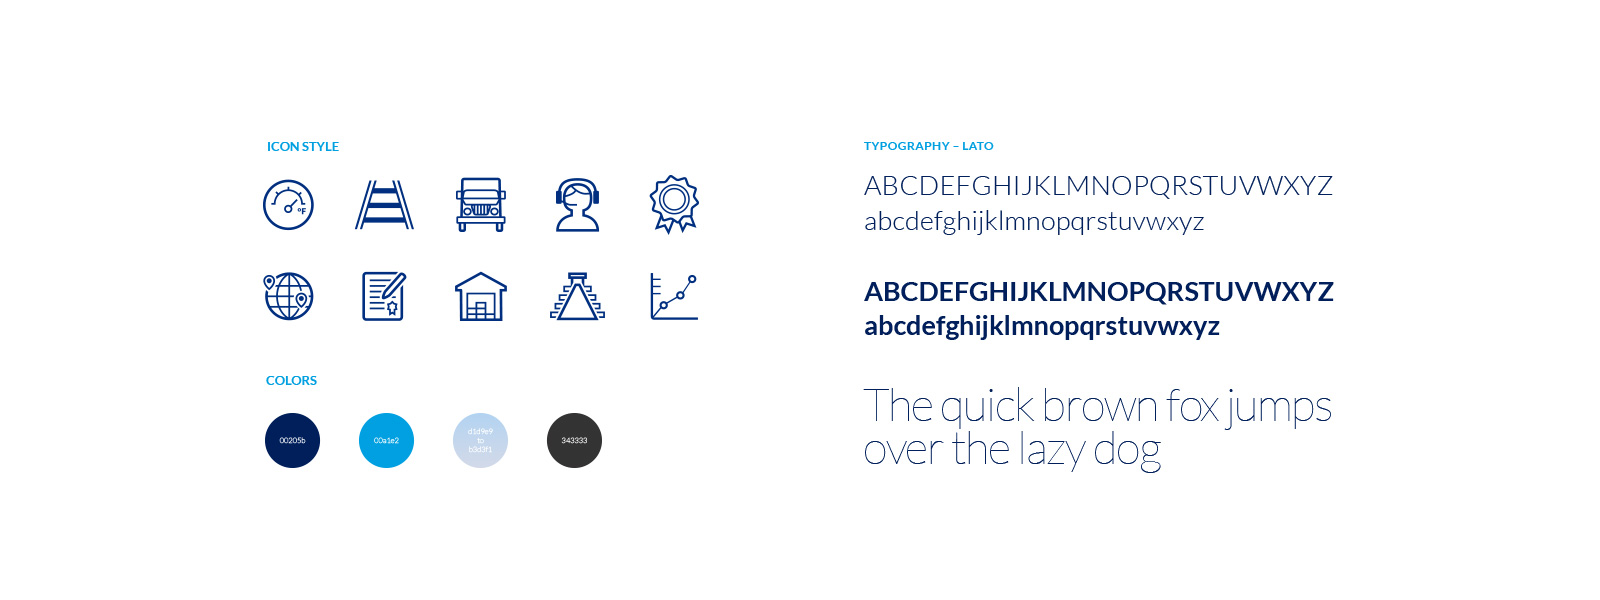 ICON STYLE
°F
COLORS
00205b
00a1e2
d1d9e9
to
b3d3f1
343333
TYPOGRAPHY – LATO
ABCDEFGHIJKLMNOPQRSTUVWXYZ
abcdefghijklmnopqrstuvwxyz
ABCDEFGHIJKLMNOPQRSTUVWXYZ
abcdefghijklmnopqrstuvwxyz
The quick brown fox jumps
over the lazy dog